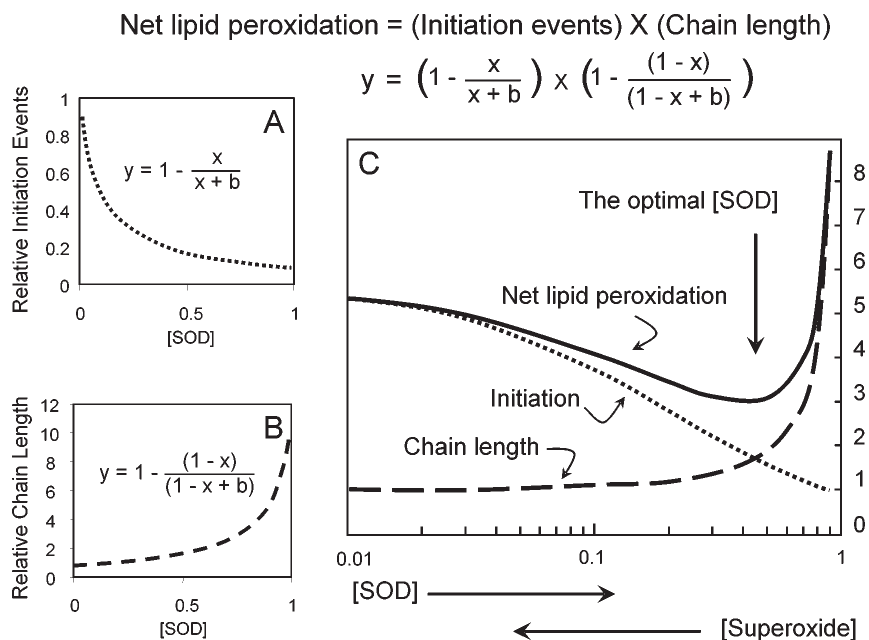 Net lipid peroxidation = (Initiation events) X (Chain length)
y = (1 - x/(x + b)) x (1 - (1 - x)/(1 - x + b))
A
Relative Initiation Events
1
0.8
0.6
0.4
0.2
0
y = 1 - x/(x + b)
0 0.5 1
[SOD]
B
Relative Chain Length
12
10
8
6
4
2
0
y = 1 - (1 - x)/(1 - x + b)
0 0.5 1
[SOD]
C
The optimal [SOD]
Net lipid peroxidation
Initiation
Chain length
8
7
6
5
4
3
2
1
0
0.01 0.1 1
[SOD]
[Superoxide]